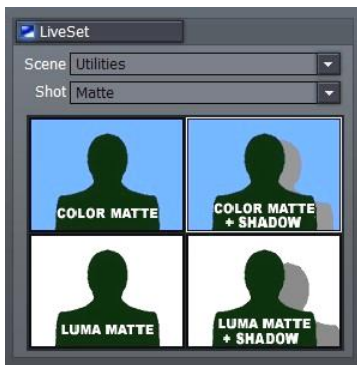 LiveSet
Scene Utilities
Shot Matte
COLOR MATTE
COLOR MATTE
+ SHADOW
LUMA MATTE
LUMA MATTE
+ SHADOW